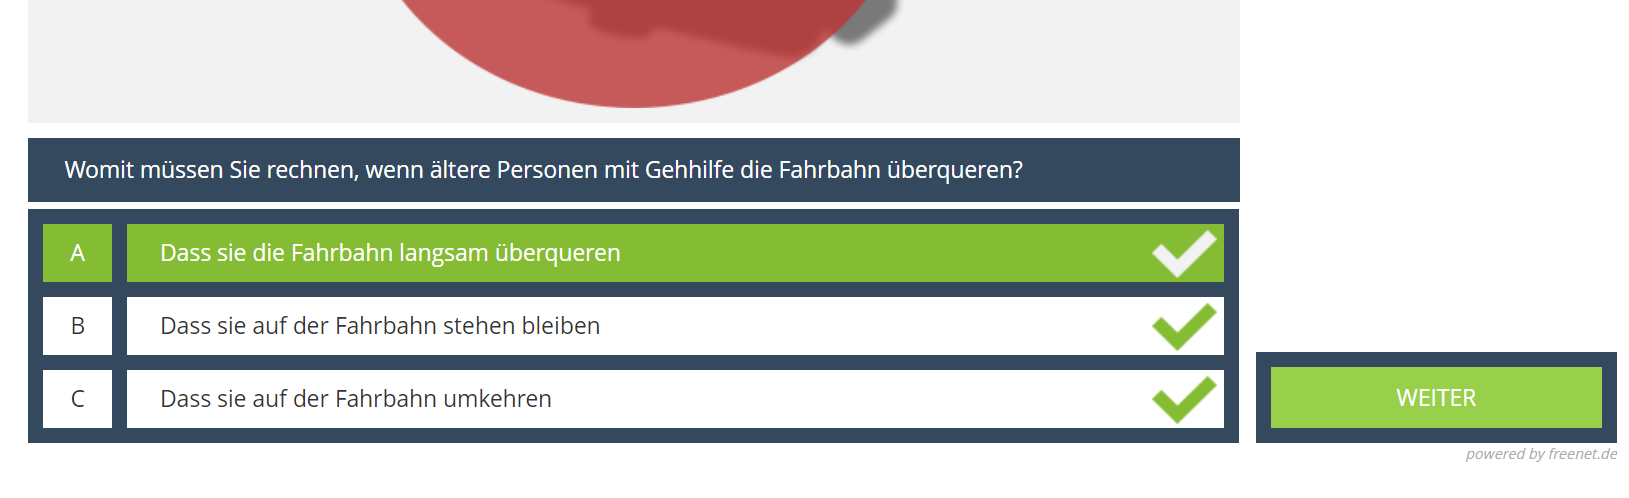 Womit müssen Sie rechnen, wenn ältere Personen mit Gehhilfe die Fahrbahn überqueren?
A Dass sie die Fahrbahn langsam überqueren
B Dass sie auf der Fahrbahn stehen bleiben
C Dass sie auf der Fahrbahn umkehren
WEITER
powered by freenet.de